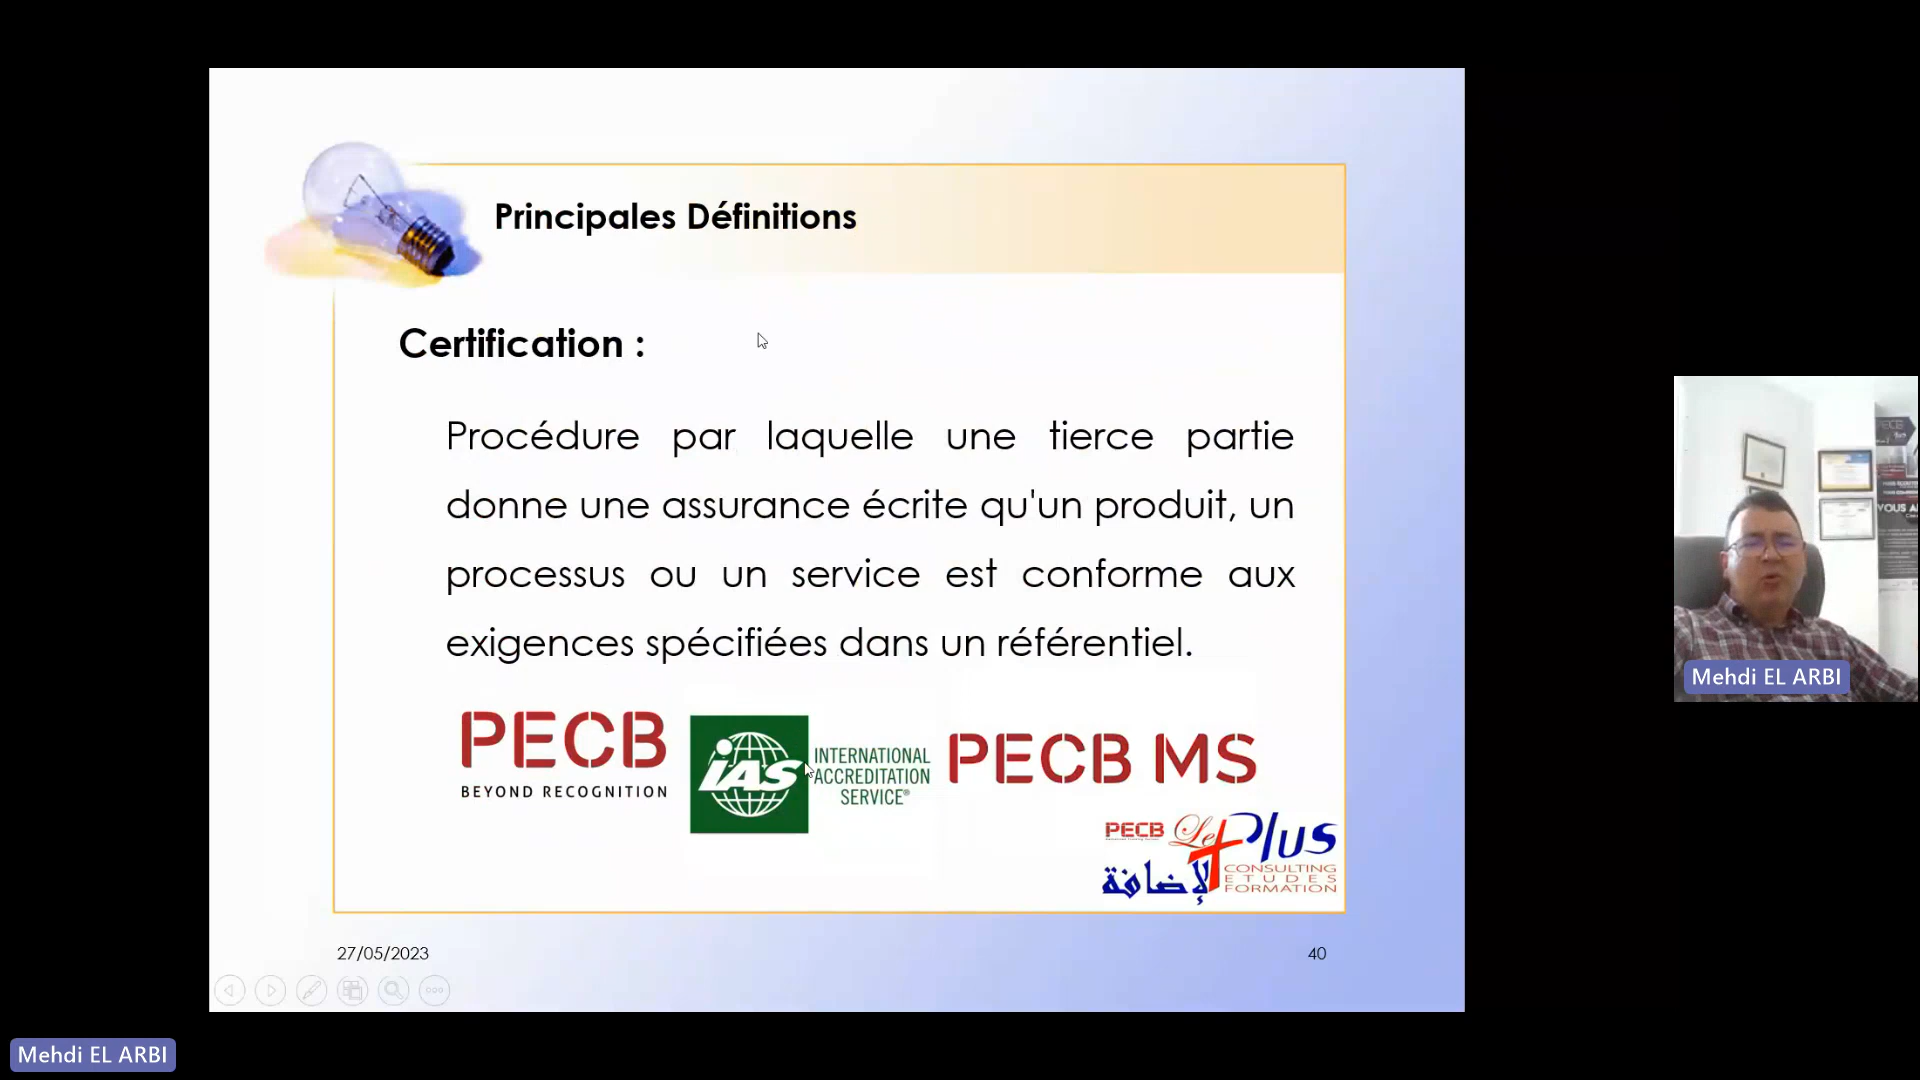 Principales Définitions
Certification :
Procédure par laquelle une tierce partie
donne une assurance écrite qu'un produit, un
processus ou un service est conforme aux
exigences spécifiées dans un référentiel.
PECB
BEYOND RECOGNITION
iAS
INTERNATIONAL
ACCREDITATION
SERVICE®
PECB MS
PECB
Le Plus
الإضافة
CONSULTING
ETUDES
FORMATION
27/05/2023
40
VOUS A
Mehdi EL ARBI
Mehdi EL ARBI